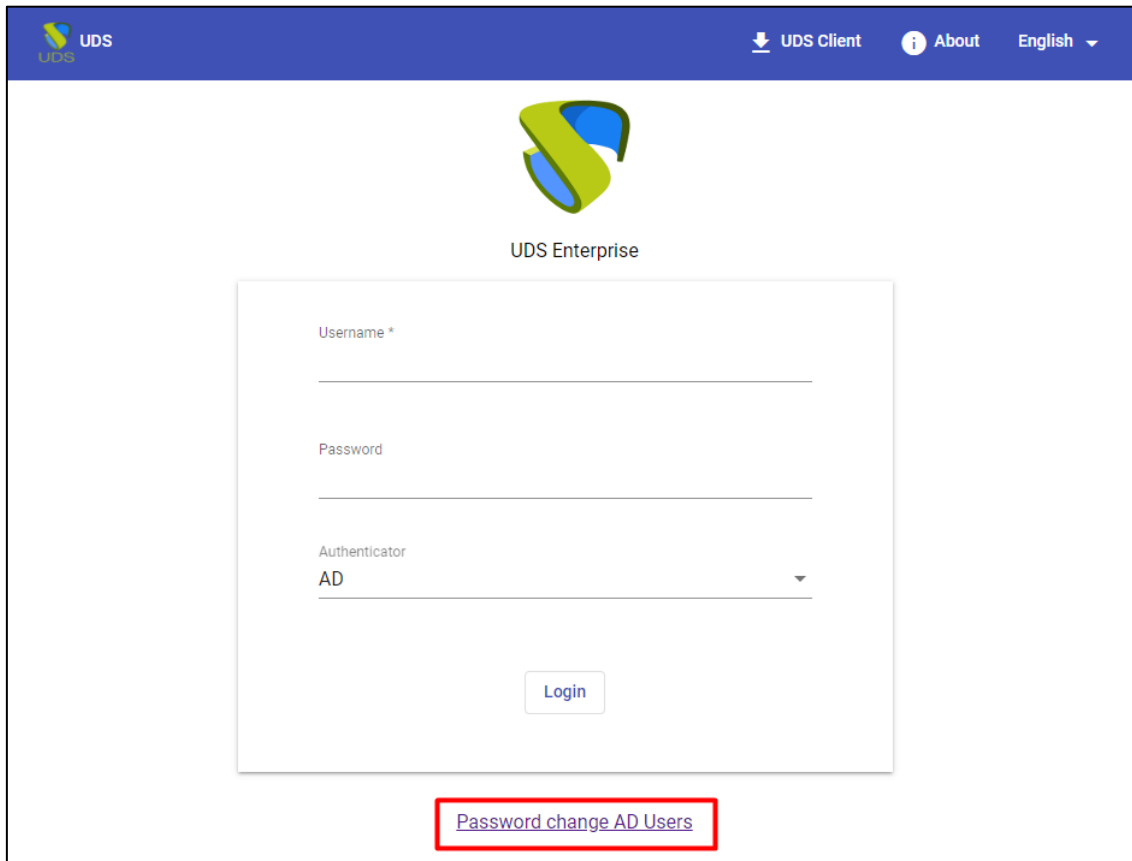 UDS
UDS
UDS Client
About
English
UDS Enterprise
Username *
Password
Authenticator
AD
Login
Password change AD Users